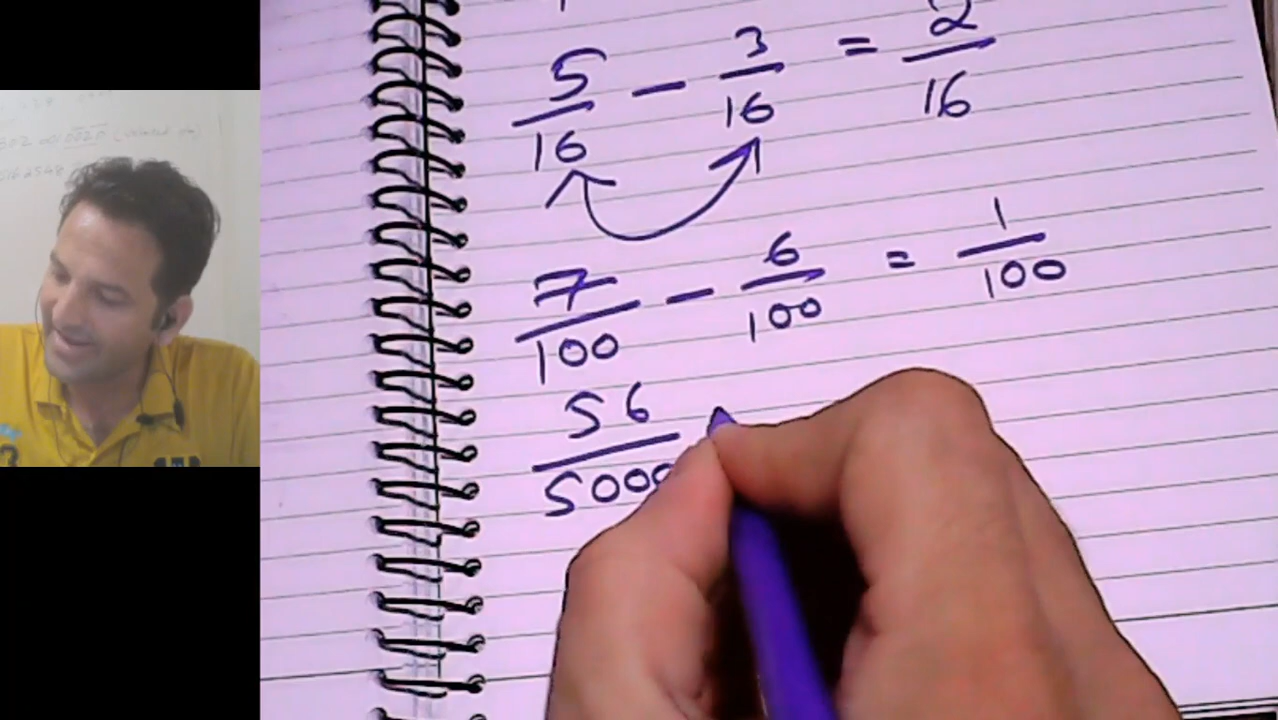 5/16 - 3/16 = 2/16
7/100 - 6/100 = 1/100
56/5000